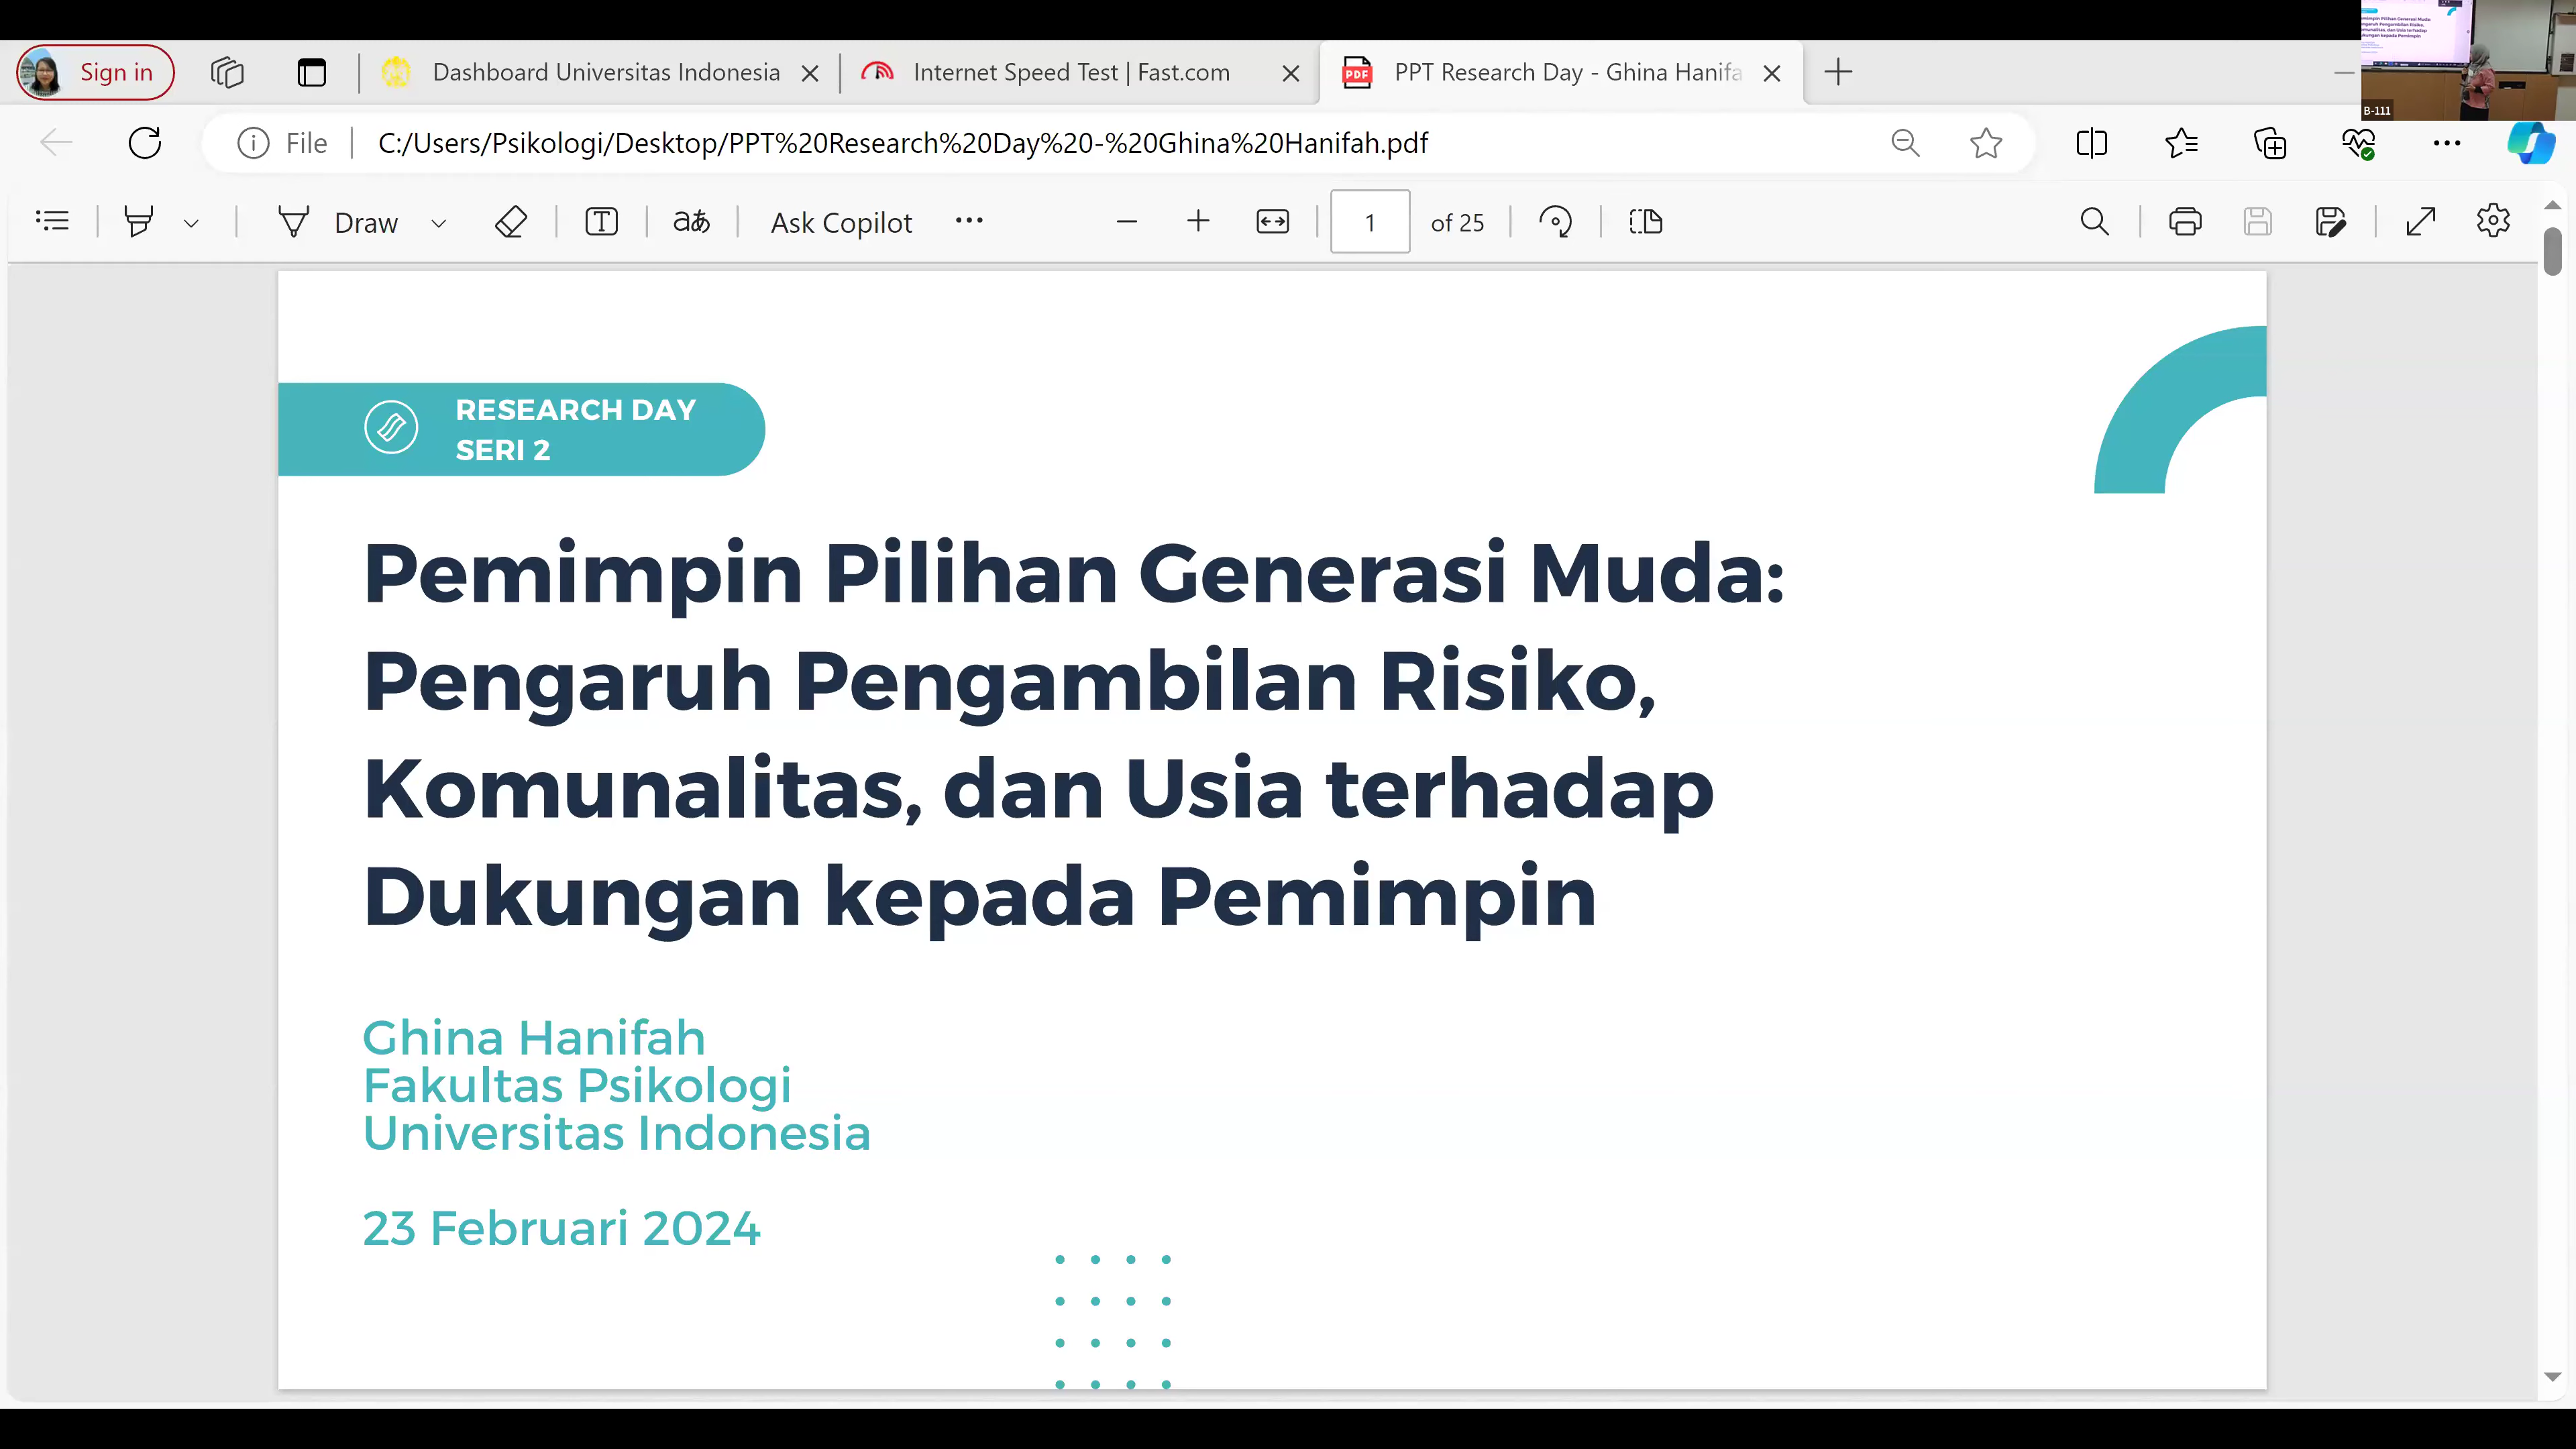 Sign in
Dashboard Universitas Indonesia
Internet Speed Test | Fast.com
PPT Research Day - Ghina Hanifa
File
C:/Users/Psikologi/Desktop/PPT%20Research%20Day%20-%20Ghina%20Hanifah.pdf
B-111
Draw
Ask Copilot
1 of 25
RESEARCH DAY
SERI 2
Pemimpin Pilihan Generasi Muda:
Pengaruh Pengambilan Risiko,
Komunalitas, dan Usia terhadap
Dukungan kepada Pemimpin
Ghina Hanifah
Fakultas Psikologi
Universitas Indonesia
23 Februari 2024